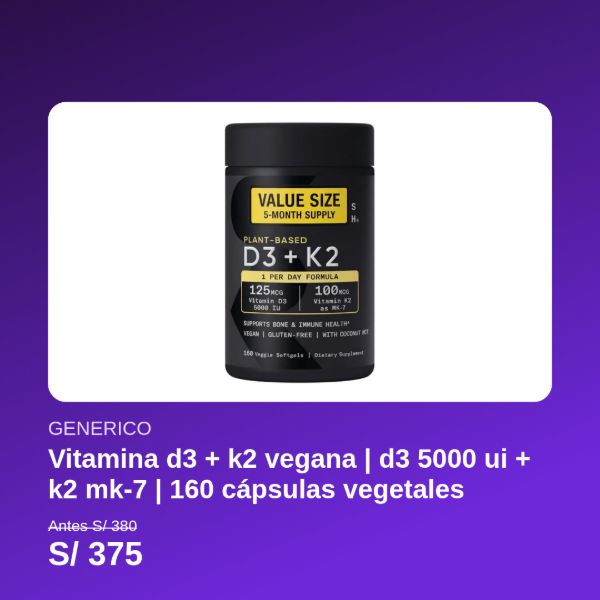 VALUE SIZE
5-MONTH SUPPLY
S
PLANT-BASED
D3 + K2
1 PER DAY FORMULA
125MCG
Vitamin D3
5000 IU
100MCG
Vitamin K2
as MK-7
SUPPORTS BONE & IMMUNE HEALTH*
VEGAN | GLUTEN-FREE | WITH COCONUT MCT
160 Veggie Softgels | Dietary Supplement
GENERICO
Vitamina d3 + k2 vegana | d3 5000 ui +
k2 mk-7 | 160 cápsulas vegetales
Antes S/ 380
S/ 375